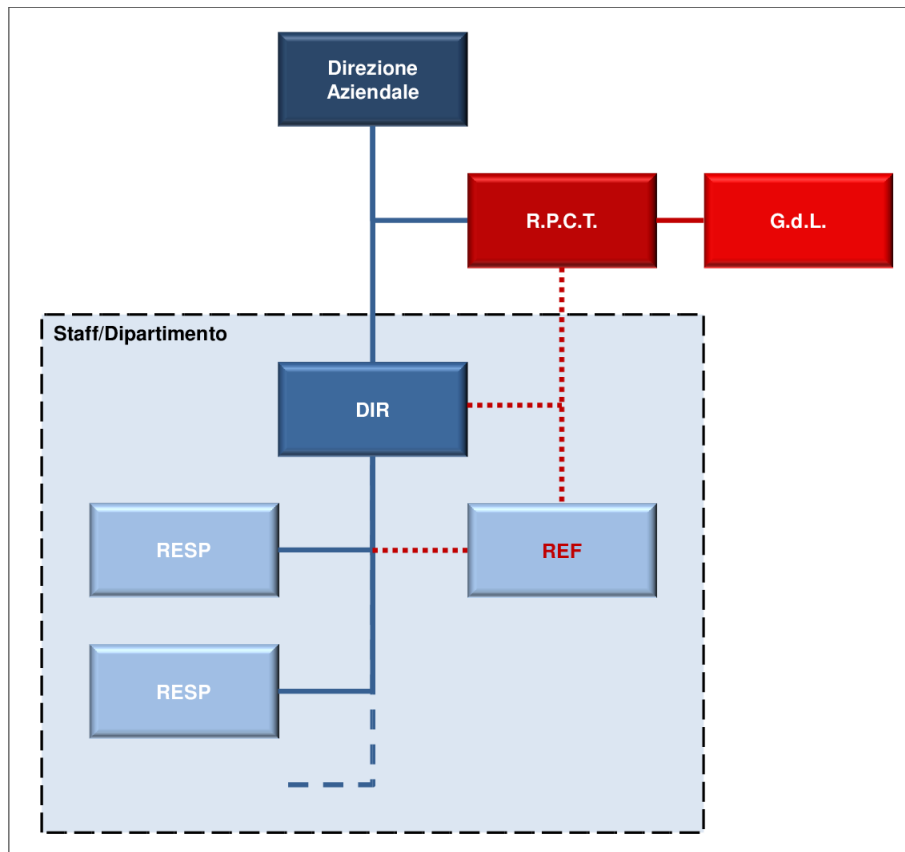 Direzione
Aziendale
R.P.C.T.
G.d.L.
Staff/Dipartimento
DIR
RESP
REF
RESP